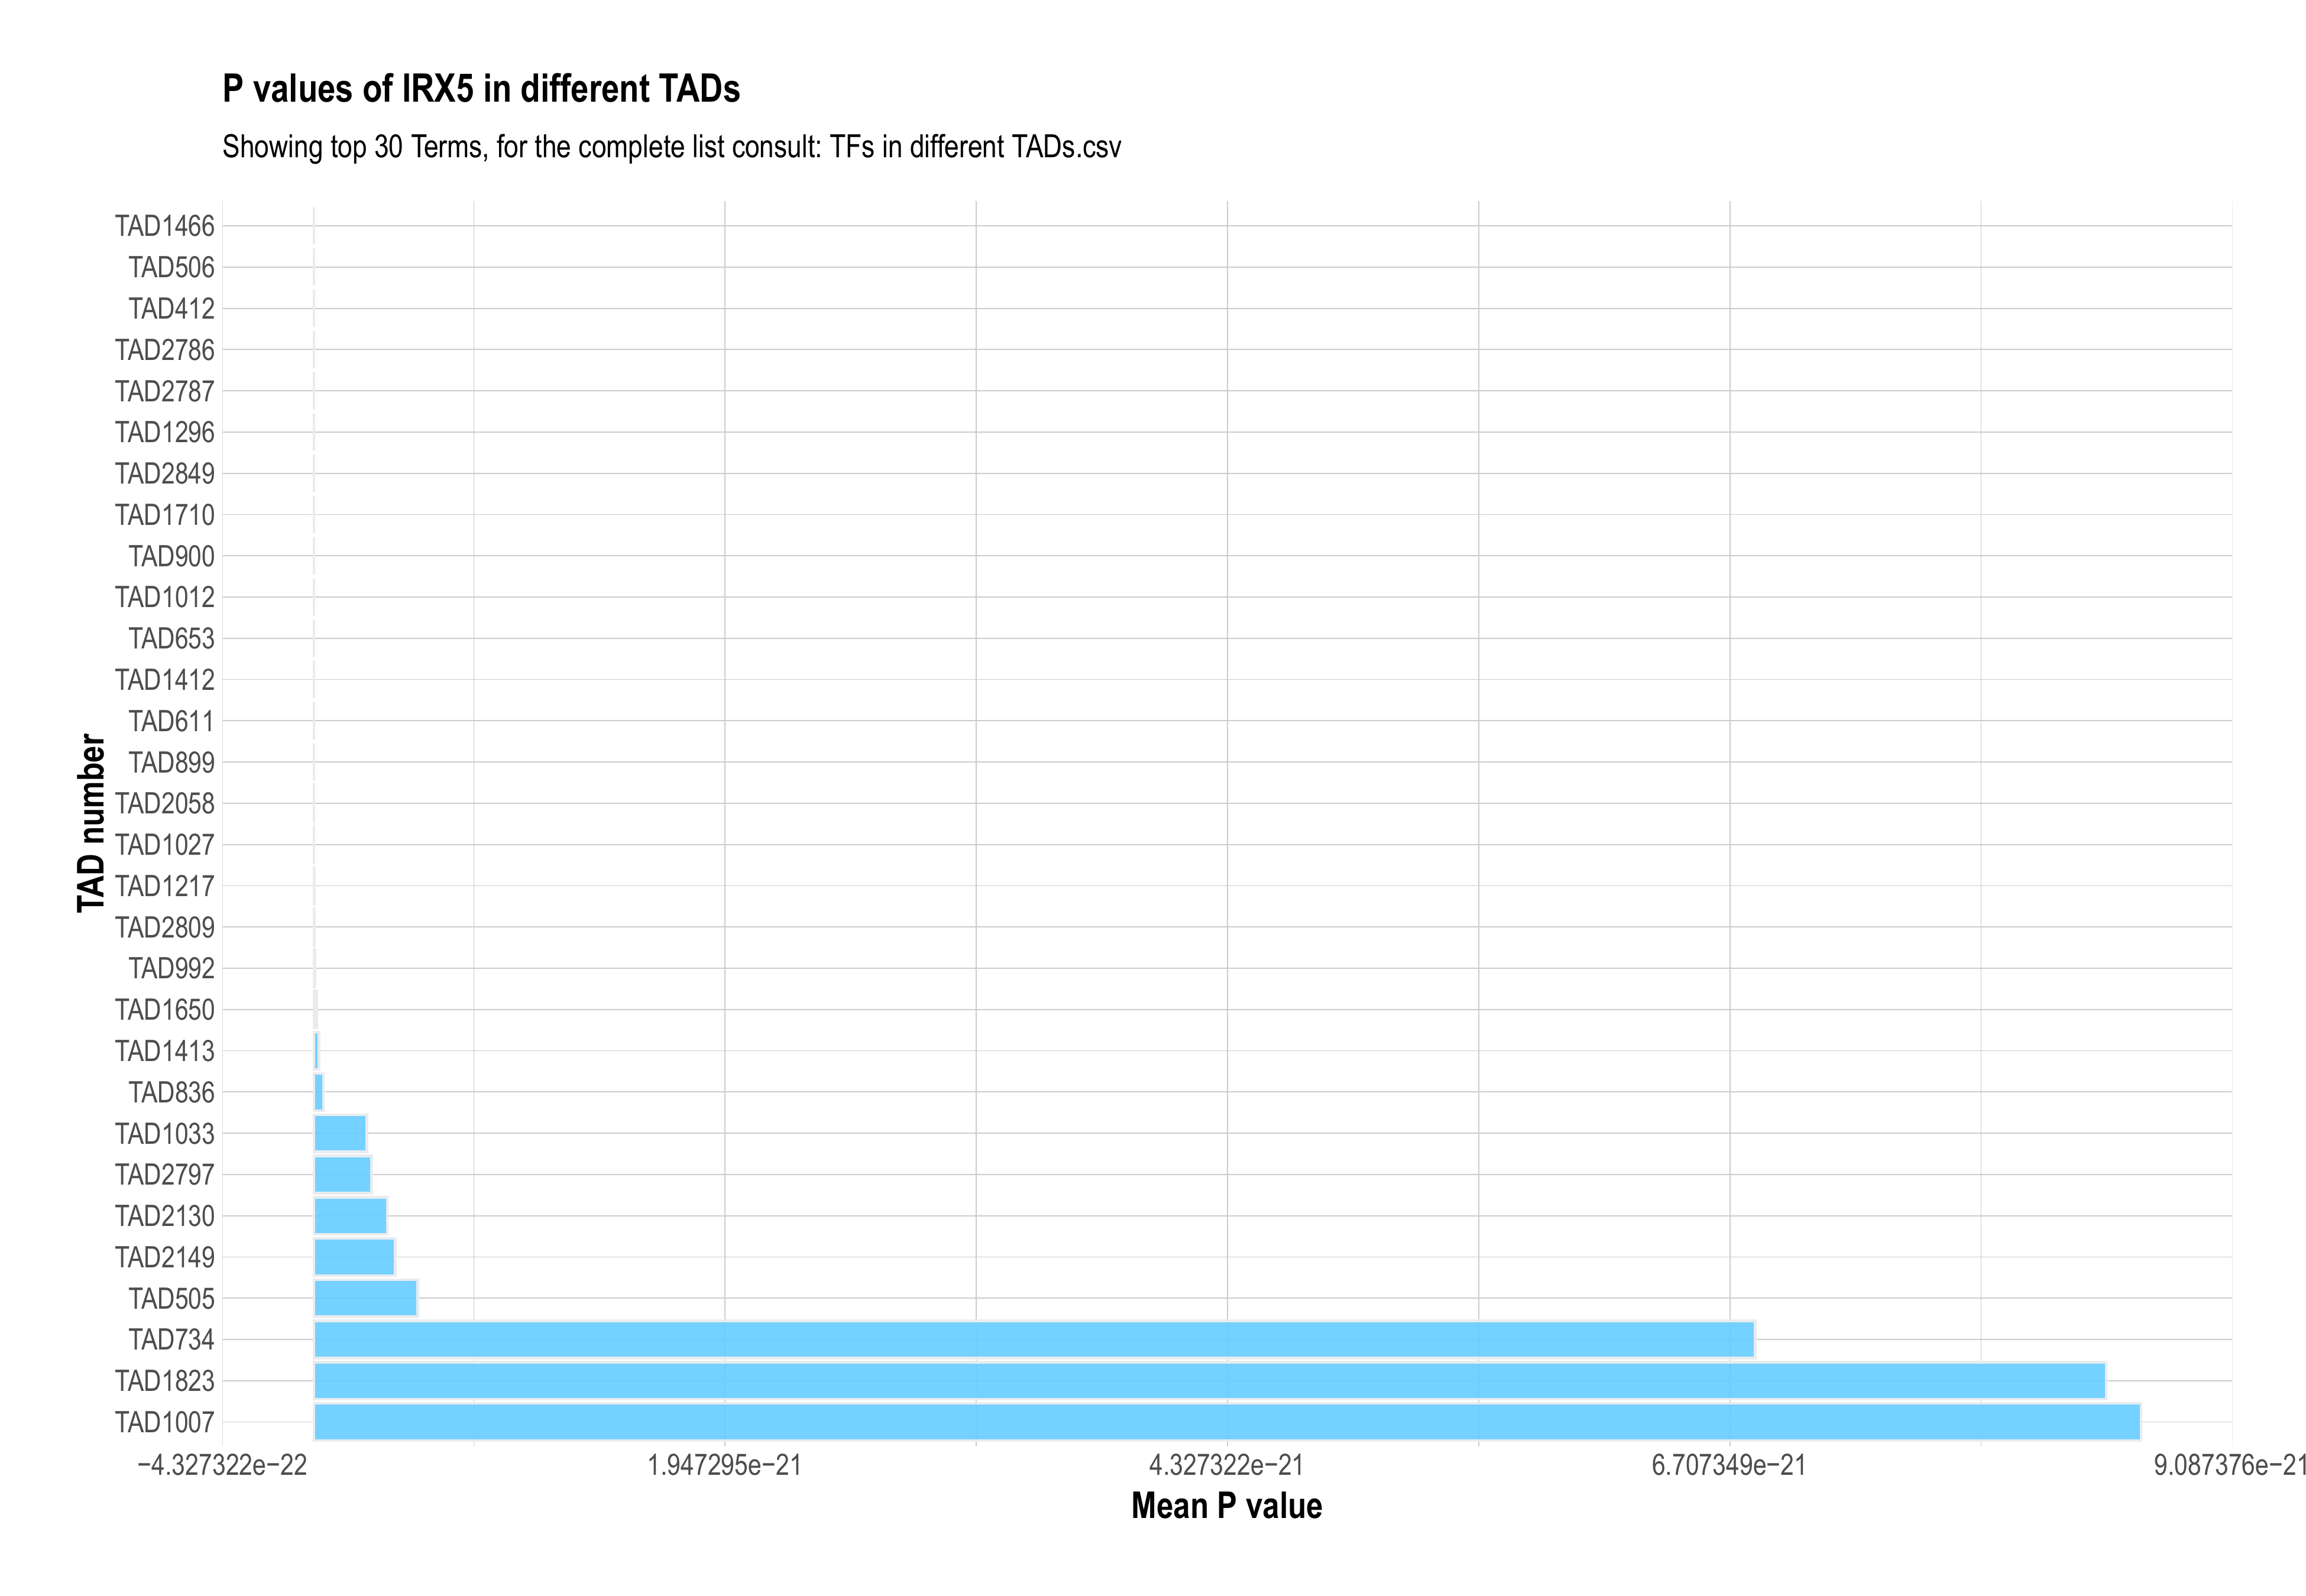 P values of IRX5 in different TADs
Showing top 30 Terms, for the complete list consult: TFs in different TADs.csv
TAD number
TAD1466
TAD506
TAD412
TAD2786
TAD2787
TAD1296
TAD2849
TAD1710
TAD900
TAD1012
TAD653
TAD1412
TAD611
TAD899
TAD2058
TAD1027
TAD1217
TAD2809
TAD992
TAD1650
TAD1413
TAD836
TAD1033
TAD2797
TAD2130
TAD2149
TAD505
TAD734
TAD1823
TAD1007
−4.327322e−22 1.947295e−21 4.327322e−21 6.707349e−21 9.087376e−21
Mean P value